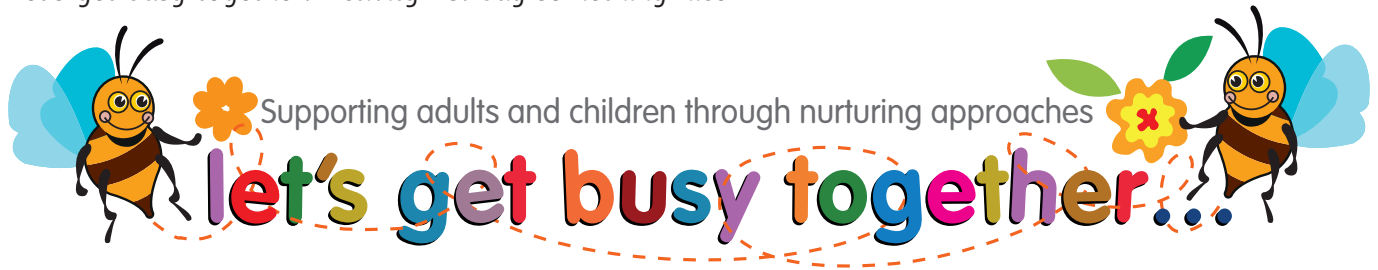 Supporting adults and children through nurturing approaches
let's get busy together...